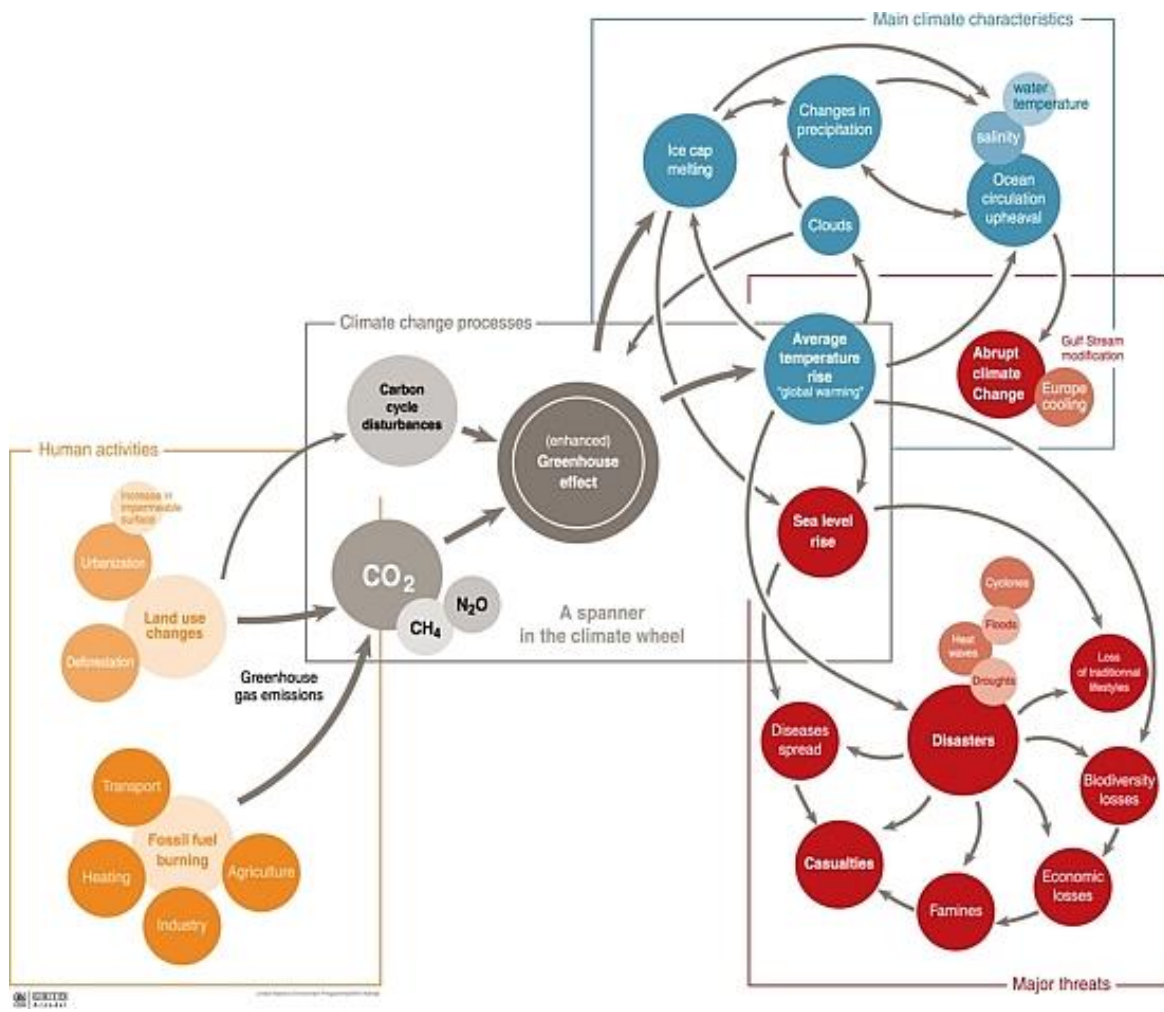 Main climate characteristics
water
temperature
Changes in
precipitation
salinity
Ice cap
melting
Ocean
circulation
upheaval
Clouds
Climate change processes
Average
temperature
rise
"global warming"
Gulf Stream
modification
Abrupt
climate
Change
Europe
cooling
Carbon
cycle
disturbances
(enhanced)
Greenhouse
effect
Human activities
Increase in
impermeable
surface
Urbanization
Land use
changes
Deforestation
CO2
CH4
N2O
A spanner
in the climate wheel
Greenhouse
gas emissions
Sea level
rise
Cyclones
Floods
Heat
waves
Droughts
Loss
of traditionnal
lifestyles
Diseases
spread
Disasters
Biodiversity
losses
Transport
Fossil fuel
burning
Heating
Agriculture
Industry
Casualties
Economic
losses
Famines
Major threats